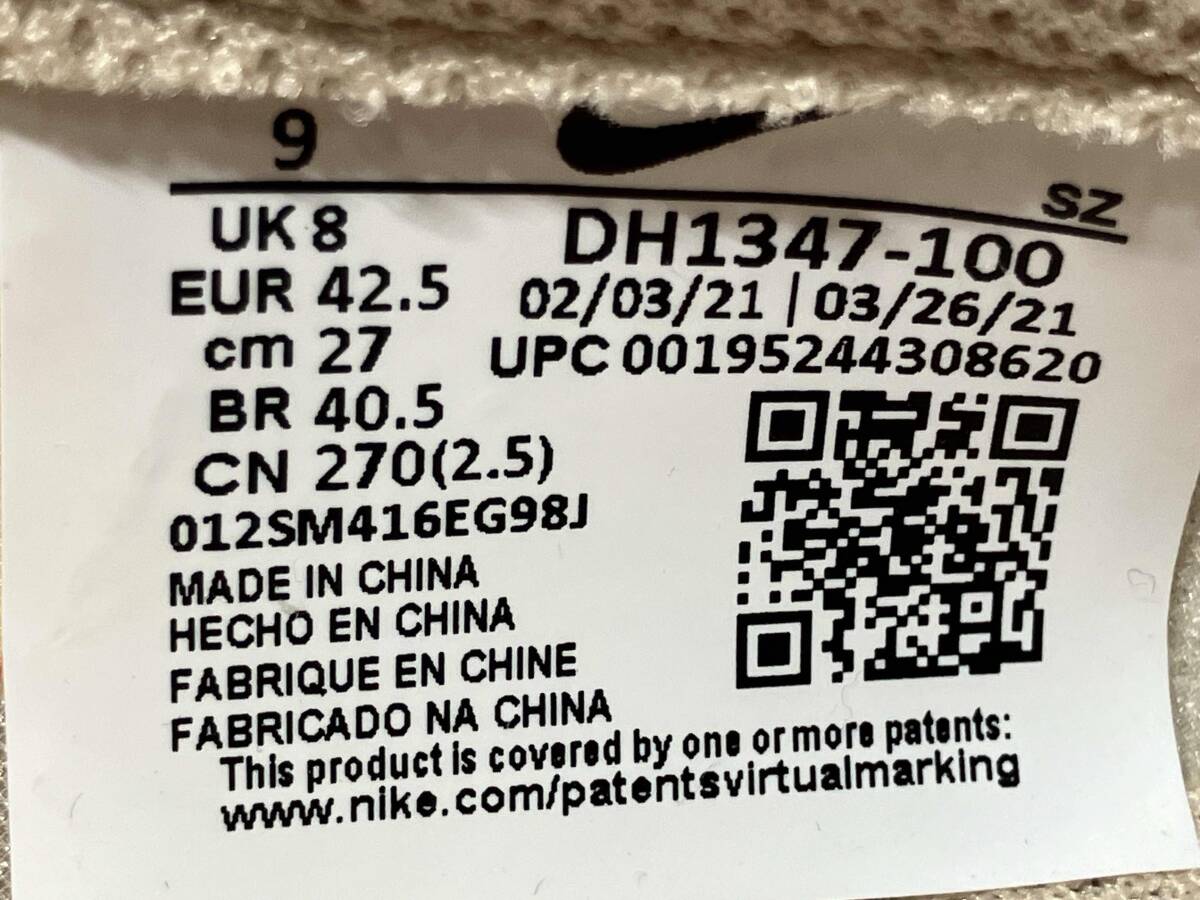 9
SZ
UK 8
EUR 42.5
cm 27
BR 40.5
CN 270(2.5)
DH1347-100
02/03/21 | 03/26/21
UPC 00195244308620
012SM416EG98J
MADE IN CHINA
HECHO EN CHINA
FABRIQUE EN CHINE
FABRICADO NA CHINA
This product is covered by one or more patents:
www.nike.com/patentsvirtualmarking